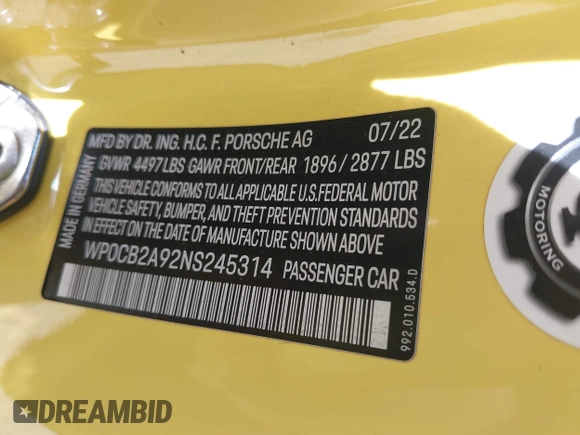 MFD BY DR. ING. H.C. F. PORSCHE AG 07/22
GVWR 4497 LBS GAWR FRONT/REAR 1896 / 2877 LBS
THIS VEHICLE CONFORMS TO ALL APPLICABLE U.S. FEDERAL MOTOR
VEHICLE SAFETY, BUMPER, AND THEFT PREVENTION STANDARDS
IN EFFECT ON THE DATE OF MANUFACTURE SHOWN ABOVE
WP0CB2A92NS245314 PASSENGER CAR
MADE IN GERMANY
992.010.534.0
MOTORING
DREAMBID